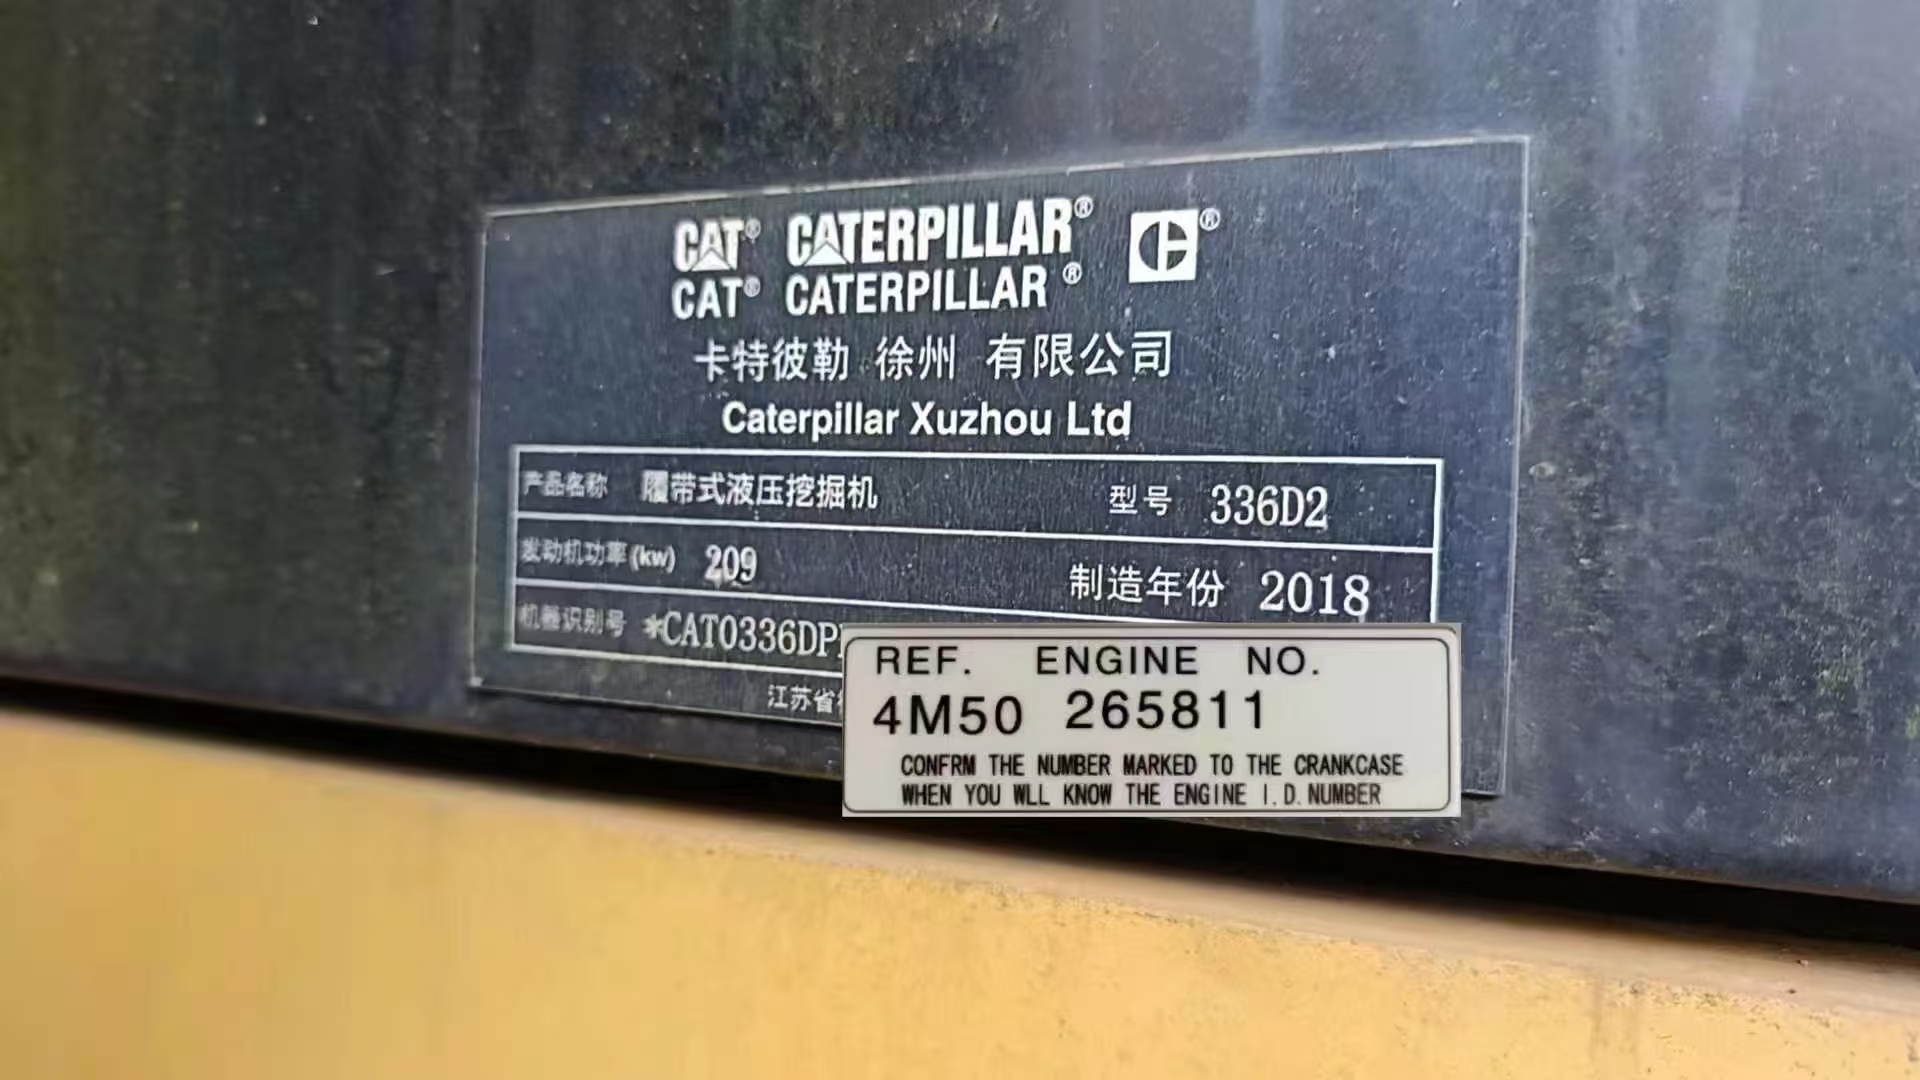 CAT® CATERPILLAR® ®
CAT® CATERPILLAR®
卡特彼勒 徐州 有限公司
Caterpillar Xuzhou Ltd
产品名称 履带式液压挖掘机 型号 336D2
发动机功率(kw) 209 制造年份 2018
机器识别号 *CAT0336DP
江苏省
REF. ENGINE NO.
4M50 265811
CONFRM THE NUMBER MARKED TO THE CRANKCASE
WHEN YOU WLL KNOW THE ENGINE I.D.NUMBER